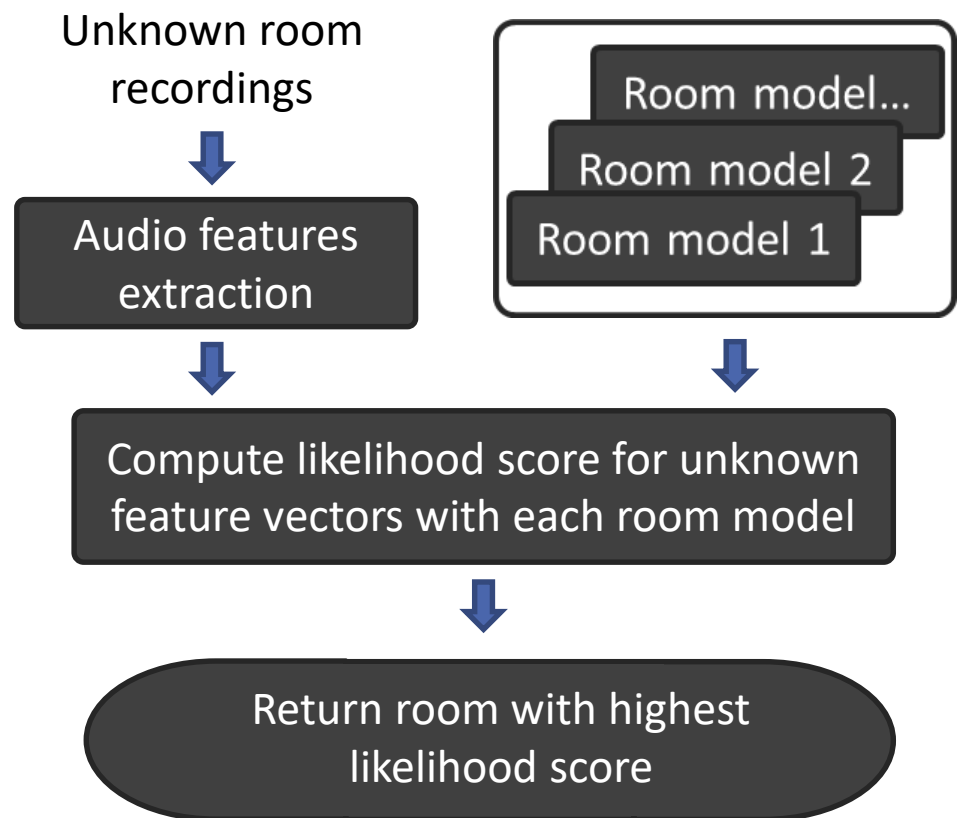 Unknown room
recordings
Room model...
Room model 2
Room model 1
Audio features
extraction
Compute likelihood score for unknown
feature vectors with each room model
Return room with highest
likelihood score